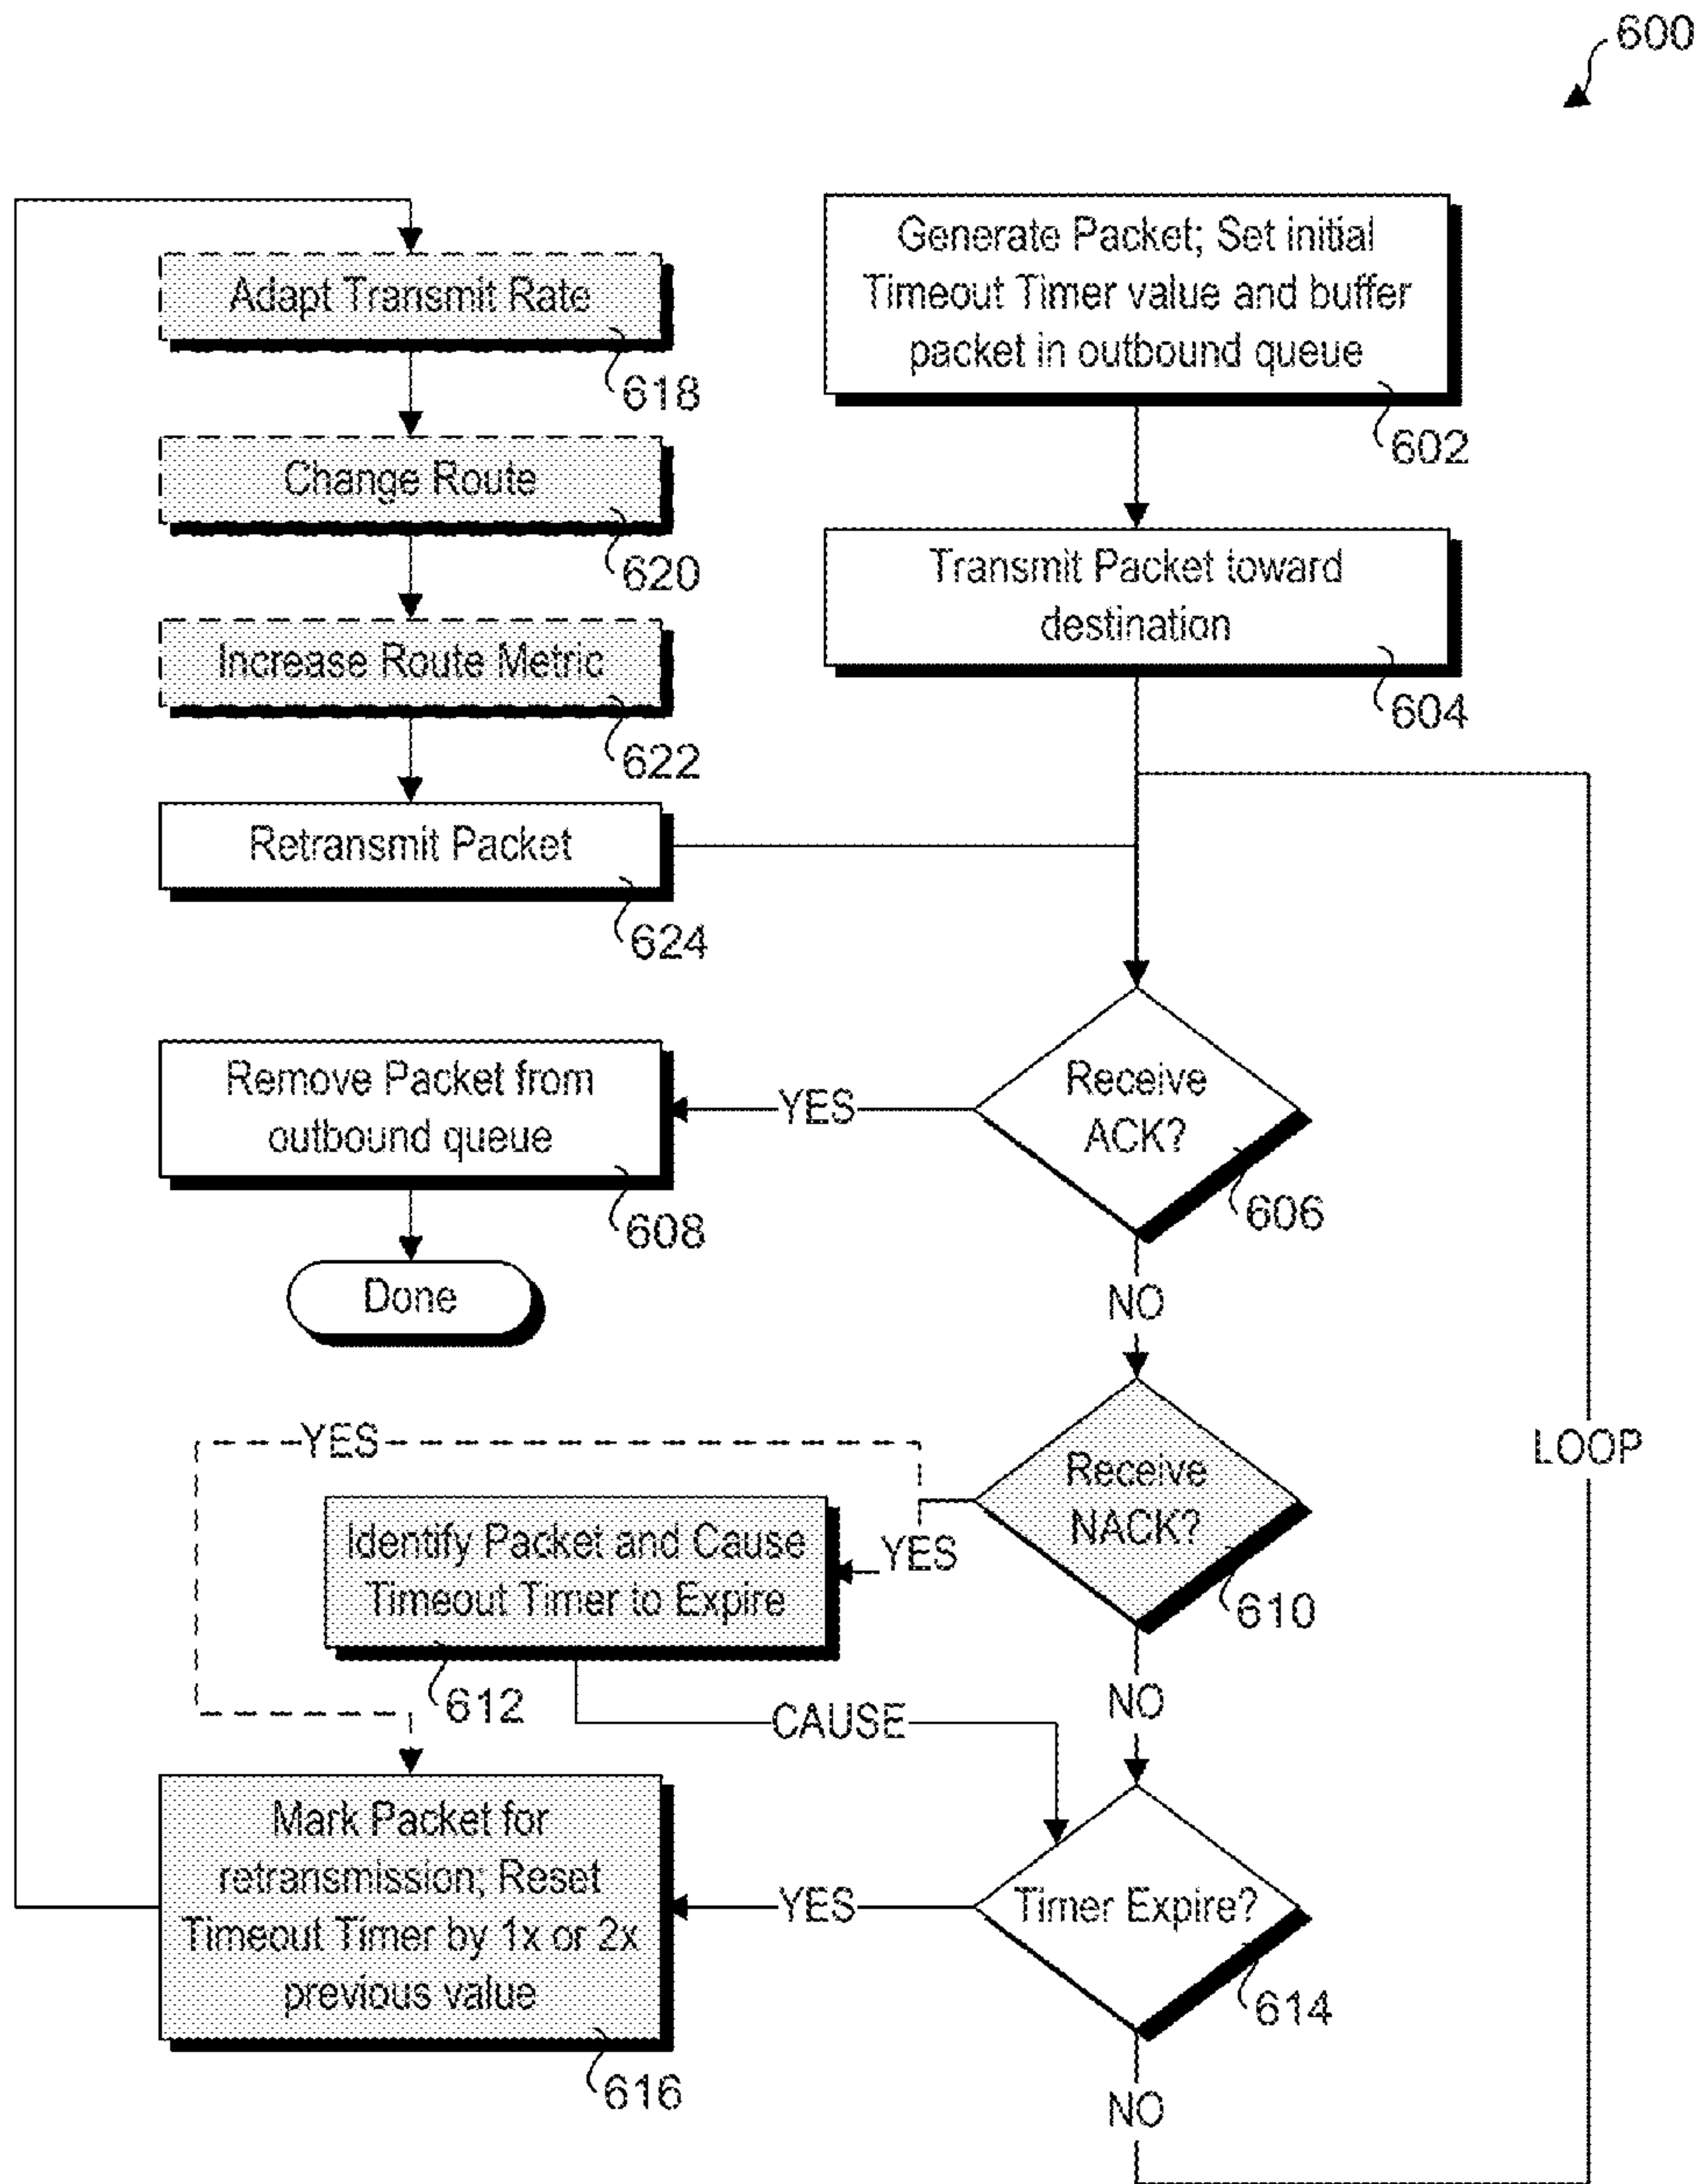 600
Generate Packet; Set initial
Timeout Timer value and buffer
packet in outbound queue
602
Transmit Packet toward
destination
604
Adapt Transmit Rate
618
Change Route
620
Increase Route Metric
622
Retransmit Packet
624
Receive
ACK?
606
YES
Remove Packet from
outbound queue
608
Done
NO
Receive
NACK?
610
YES
YES
Identify Packet and Cause
Timeout Timer to Expire
612
CAUSE
NO
LOOP
Timer Expire?
614
YES
Mark Packet for
retransmission; Reset
Timeout Timer by 1x or 2x
previous value
616
NO